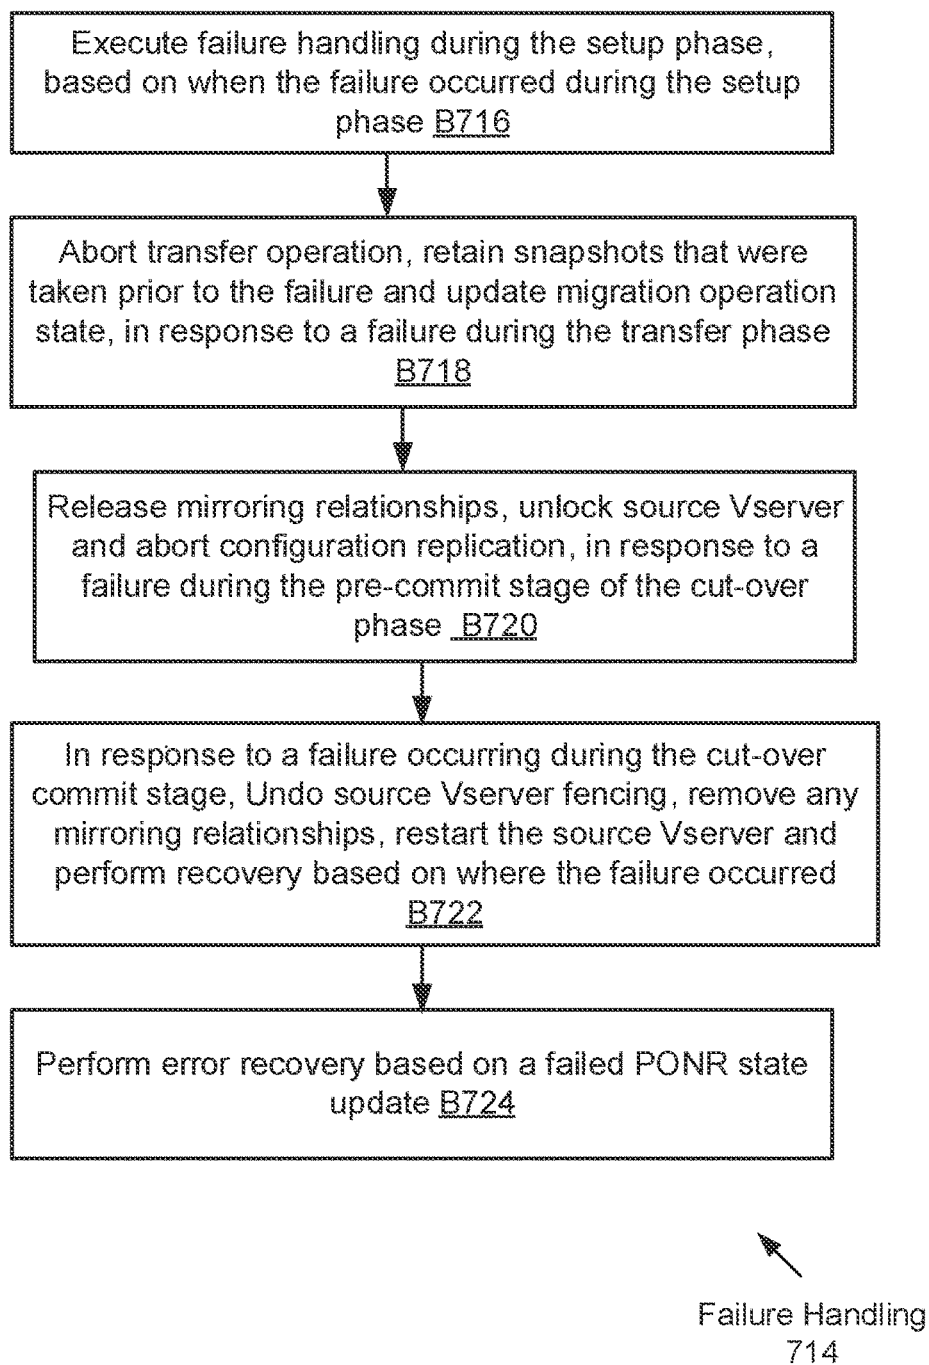 Execute failure handling during the setup phase,
based on when the failure occurred during the setup
phase B716
Abort transfer operation, retain snapshots that were
taken prior to the failure and update migration operation
state, in response to a failure during the transfer phase
B718
Release mirroring relationships, unlock source Vserver
and abort configuration replication, in response to a
failure during the pre-commit stage of the cut-over
phase B720
In response to a failure occurring during the cut-over
commit stage, Undo source Vserver fencing, remove any
mirroring relationships, restart the source Vserver and
perform recovery based on where the failure occurred
B722
Perform error recovery based on a failed PONR state
update B724
Failure Handling
714